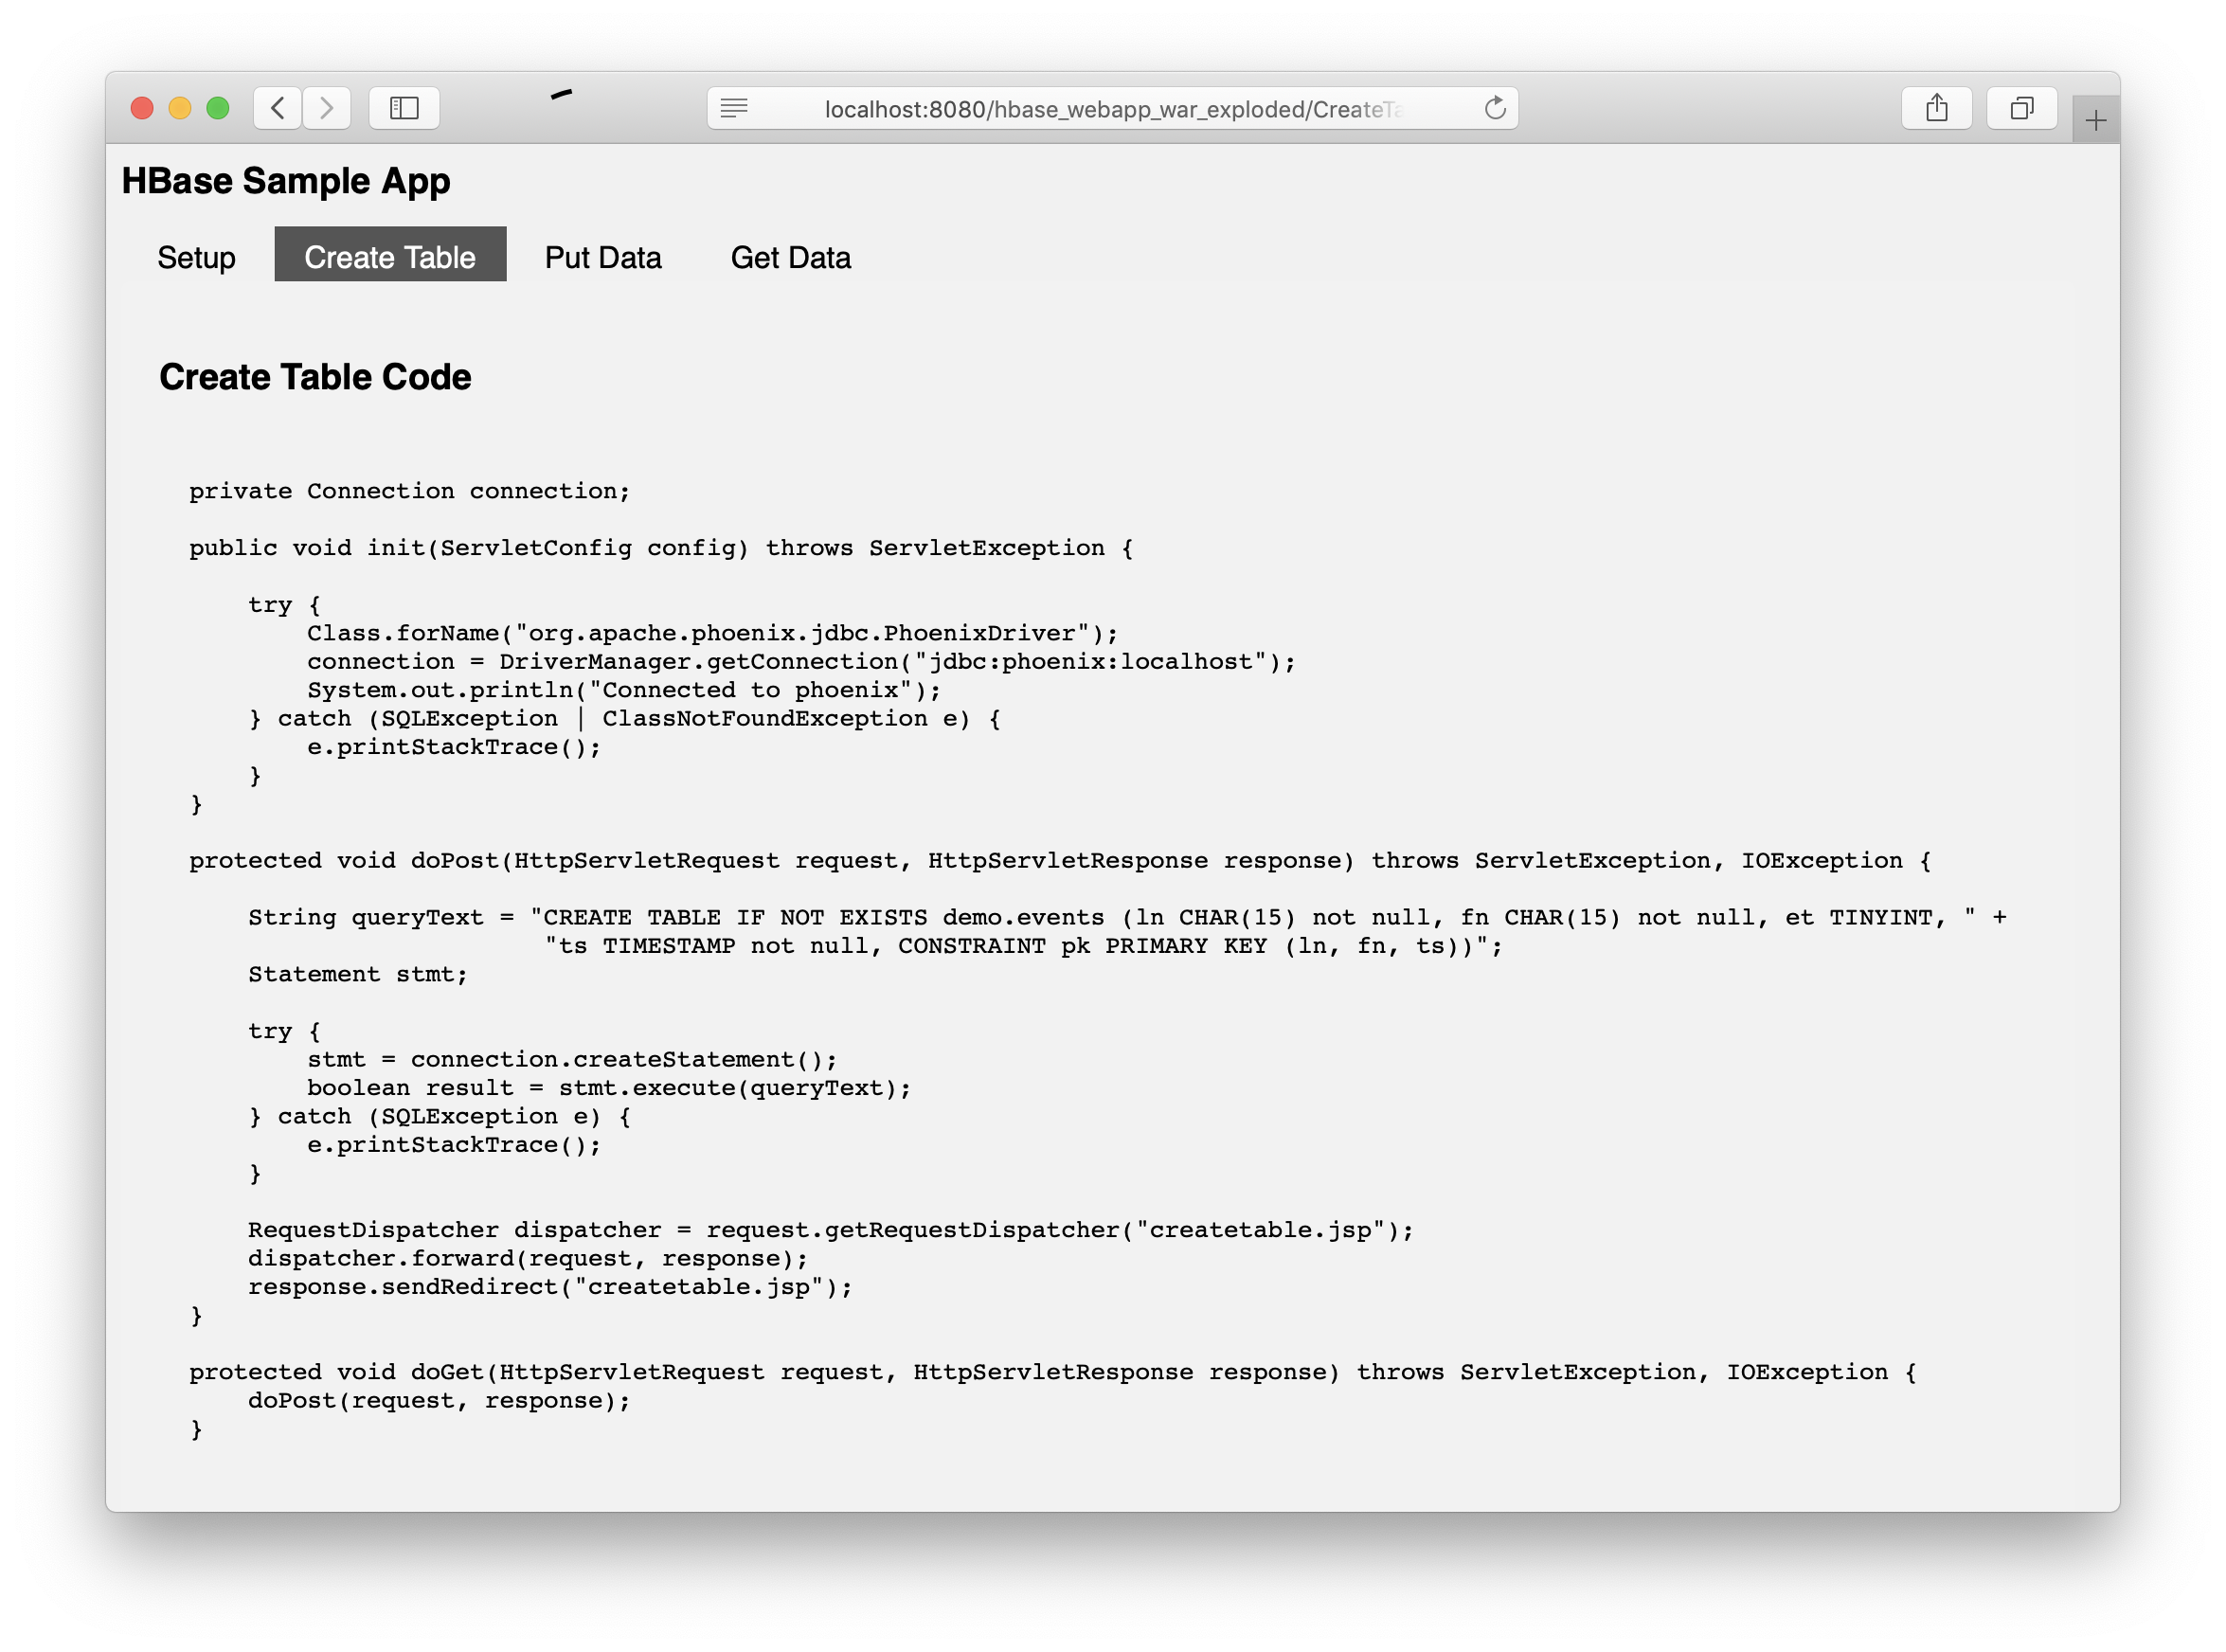 localhost:8080/hbase_webapp_war_exploded/CreateTa
HBase Sample App
Setup Create Table Put Data Get Data
Create Table Code
private Connection connection;
public void init(ServletConfig config) throws ServletException {
try {
Class.forName("org.apache.phoenix.jdbc.PhoenixDriver");
connection = DriverManager.getConnection("jdbc:phoenix:localhost");
System.out.println("Connected to phoenix");
} catch (SQLException | ClassNotFoundException e) {
e.printStackTrace();
}
}
protected void doPost(HttpServletRequest request, HttpServletResponse response) throws ServletException, IOException {
String queryText = "CREATE TABLE IF NOT EXISTS demo.events (ln CHAR(15) not null, fn CHAR(15) not null, et TINYINT, " +
"ts TIMESTAMP not null, CONSTRAINT pk PRIMARY KEY (ln, fn, ts))";
Statement stmt;
try {
stmt = connection.createStatement();
boolean result = stmt.execute(queryText);
} catch (SQLException e) {
e.printStackTrace();
}
RequestDispatcher dispatcher = request.getRequestDispatcher("createtable.jsp");
dispatcher.forward(request, response);
response.sendRedirect("createtable.jsp");
}
protected void doGet(HttpServletRequest request, HttpServletResponse response) throws ServletException, IOException {
doPost(request, response);
}